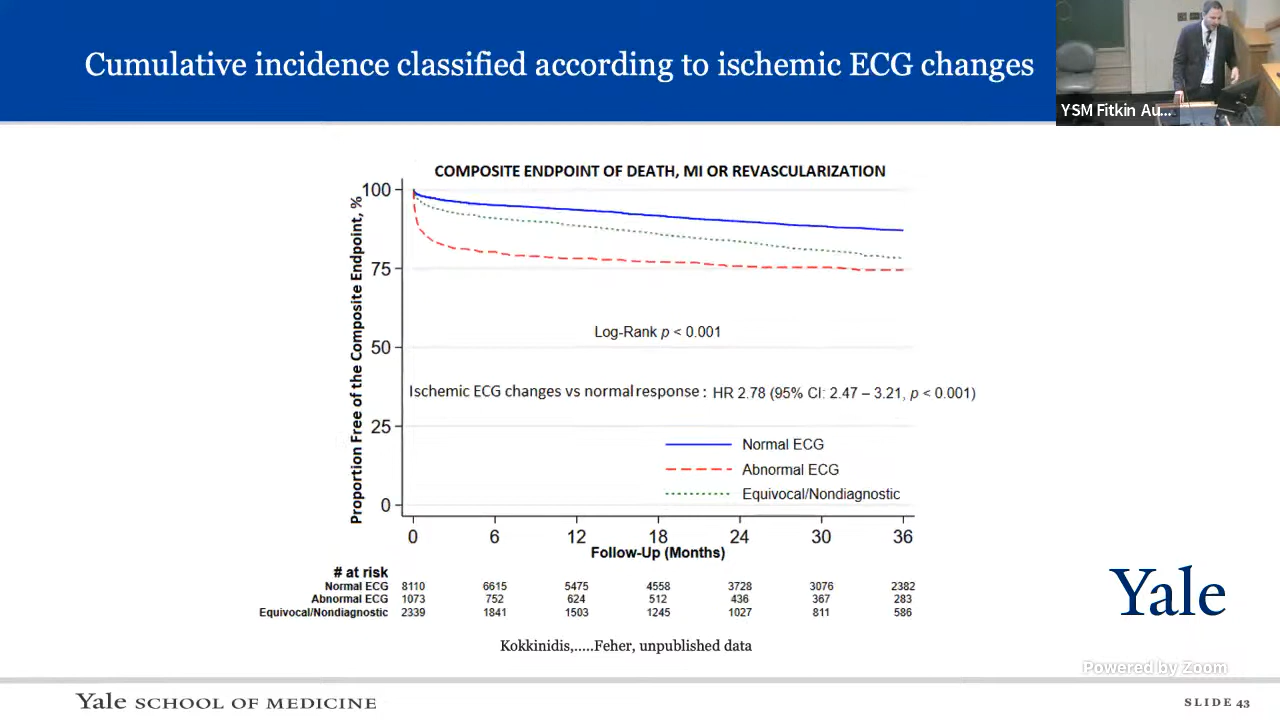 Cumulative incidence classified according to ischemic ECG changes
YSM Fitkin Au...
COMPOSITE ENDPOINT OF DEATH, MI OR REVASCULARIZATION
Proportion Free of the Composite Endpoint, %
100
75
50
25
0
Log-Rank p < 0.001
Ischemic ECG changes vs normal response : HR 2.78 (95% CI: 2.47 – 3.21, p < 0.001)
Normal ECG
Abnormal ECG
Equivocal/Nondiagnostic
0 6 12 18 24 30 36
Follow-Up (Months)
# at risk
Normal ECG 8110 6615 5475 4558 3728 3076 2382
Abnormal ECG 1073 752 624 512 436 367 283
Equivocal/Nondiagnostic 2339 1841 1503 1245 1027 811 586
Kokkinidis,.....Feher, unpublished data
Yale
Powered by Zoom
Yale SCHOOL OF MEDICINE
SLIDE 43